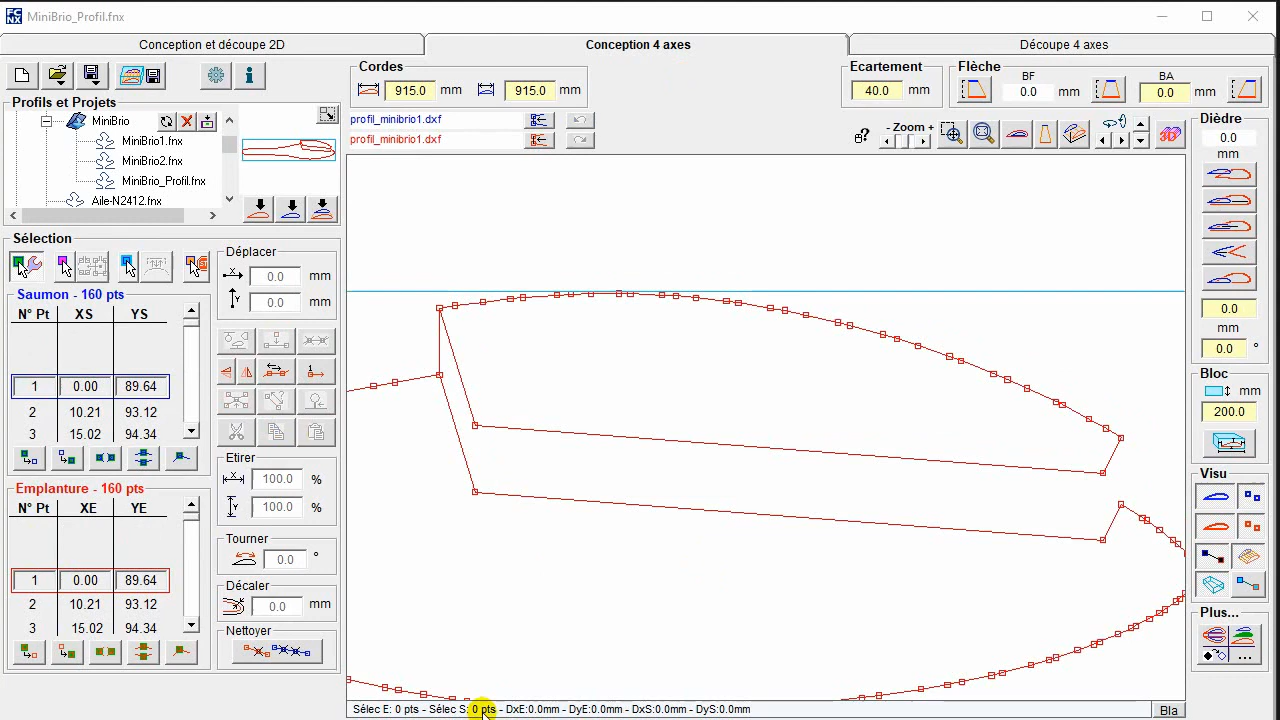 FC
NX
MiniBrio_Profil.fnx
Conception et découpe 2D
Conception 4 axes
Découpe 4 axes
Cordes
915.0 mm
915.0 mm
Ecartement
40.0 mm
Flèche
BF
0.0 mm
BA
0.0 mm
Profils et Projets
MiniBrio
MiniBrio1.fnx
MiniBrio2.fnx
MiniBrio_Profil.fnx
Aile-N2412.fnx
profil_minibrio1.dxf
profil_minibrio1.dxf
- Zoom +
3D
Dièdre
0.0
mm
0.0
mm
0.0 °
Bloc
mm
200.0
Visu
Plus...
...
Sélection
Saumon - 160 pts
N° Pt XS YS
1 0.00 89.64
2 10.21 93.12
3 15.02 94.34
Emplanture - 160 pts
N° Pt XE YE
1 0.00 89.64
2 10.21 93.12
3 15.02 94.34
Déplacer
X 0.0 mm
Y 0.0 mm
1
Etirer
X 100.0 %
Y 100.0 %
Tourner
0.0 °
Décaler
0.0 mm
Nettoyer
Sélec E: 0 pts - Sélec S: 0 pts - DxE:0.0mm - DyE:0.0mm - DxS:0.0mm - DyS:0.0mm
Bla